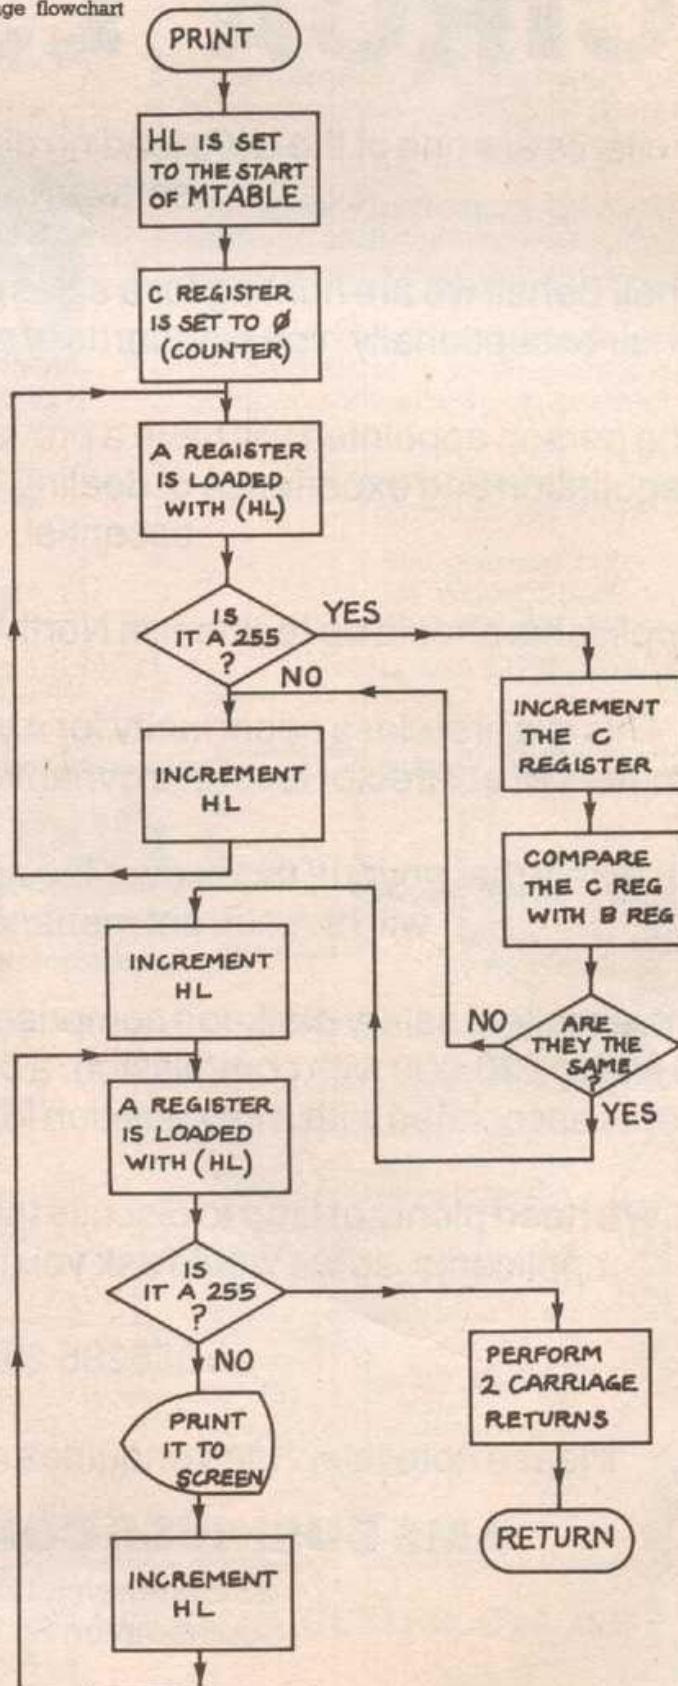 ge flowchart
PRINT
HL IS SET
TO THE START
OF MTABLE
C REGISTER
IS SET TO Ø
(COUNTER)
A REGISTER
IS LOADED
WITH (HL)
IS
IT A 255
?
YES
NO
INCREMENT
HL
INCREMENT
THE C
REGISTER
COMPARE
THE C REG
WITH B REG
ARE
THEY THE
SAME
?
NO
YES
INCREMENT
HL
A REGISTER
IS LOADED
WITH (HL)
IS
IT A 255
?
NO
PRINT
IT TO
SCREEN
INCREMENT
HL
PERFORM
2 CARRIAGE
RETURNS
RETURN